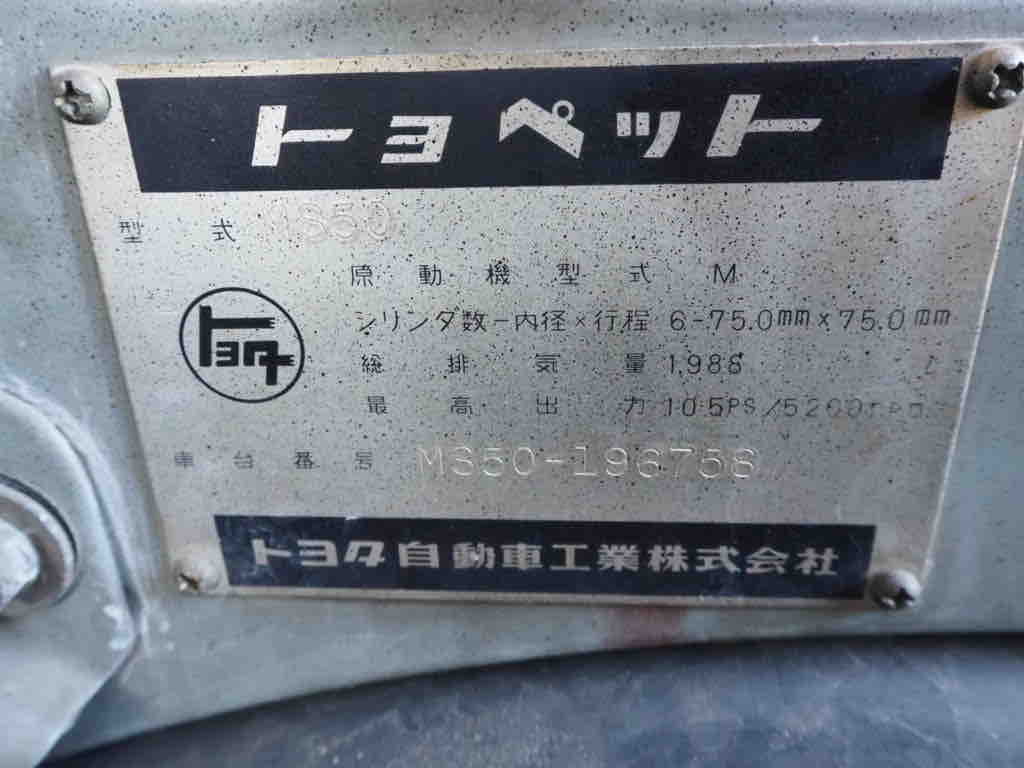 トヨペット
型式 MS50
原動機型式 M
トヨタ
シリンダ数-内径×行程 6-75.0mm×75.0mm
総排気量 1.988 l
最高出力 105PS/5200rpm
車台番号 MS50-196758
トヨタ自動車工業株式会社